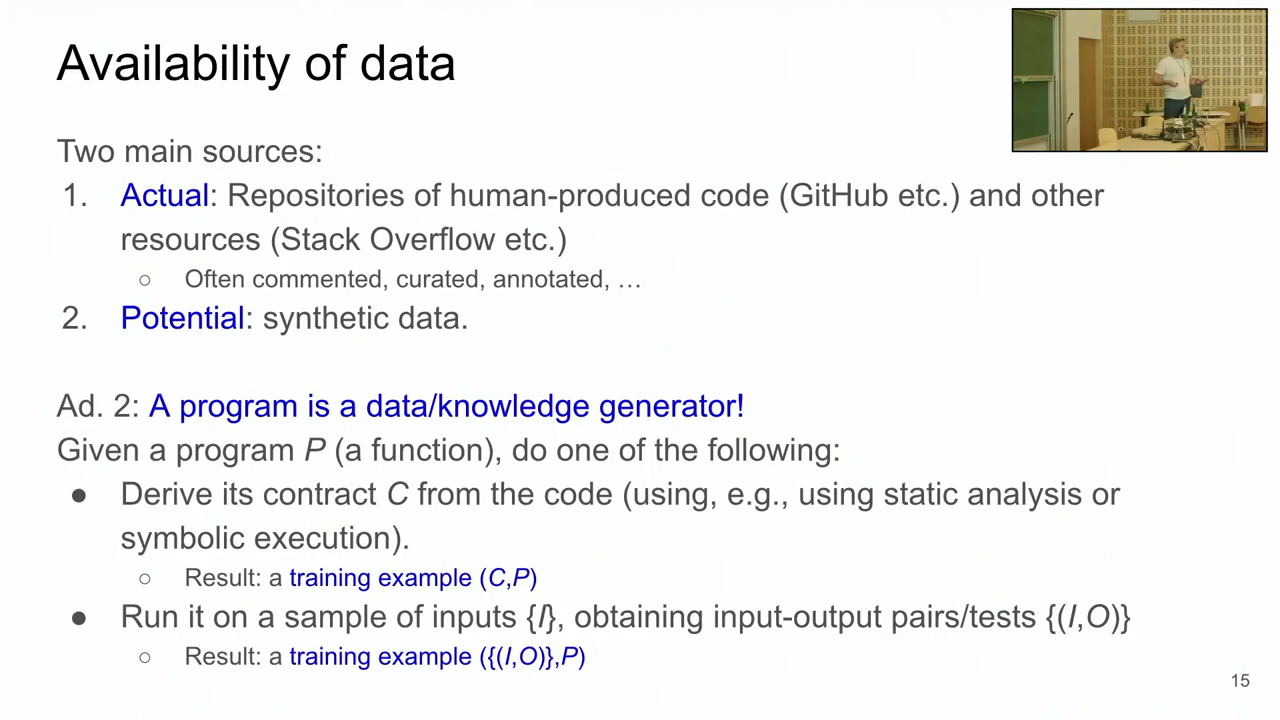 Availability of data
Two main sources:
1. Actual: Repositories of human-produced code (GitHub etc.) and other
resources (Stack Overflow etc.)
○ Often commented, curated, annotated, …
2. Potential: synthetic data.
Ad. 2: A program is a data/knowledge generator!
Given a program P (a function), do one of the following:
● Derive its contract C from the code (using, e.g., using static analysis or
symbolic execution).
○ Result: a training example (C,P)
● Run it on a sample of inputs {I}, obtaining input-output pairs/tests {(I,O)}
○ Result: a training example ({(I,O)},P)
15